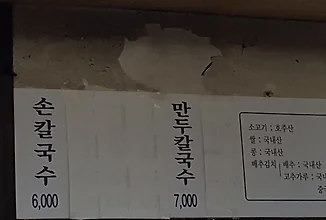 손칼국수
6,000
만두칼국수
7,000
소고기 : 호주산
쌀 : 국내산
콩 : 국내산
배추김치 배추 : 국내산
고추가루 : 국내